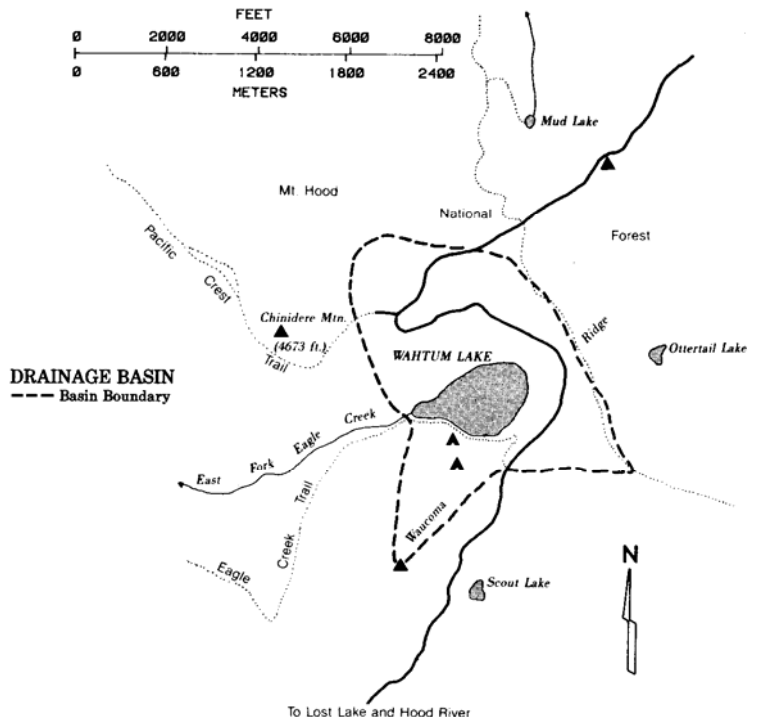 FEET
0 2000 4000 6000 8000
0 600 1200 1800 2400
METERS
Mud Lake
Mt. Hood
National
Forest
Pacific
Crest
Trail
Chinidere Mtn.
(4673 ft.)
Ridge
Ottertail Lake
WAHTUM LAKE
DRAINAGE BASIN
Basin Boundary
East Fork Eagle Creek
Eagle Creek Trail
Waucoma
N
Scout Lake
To Lost Lake and Hood River